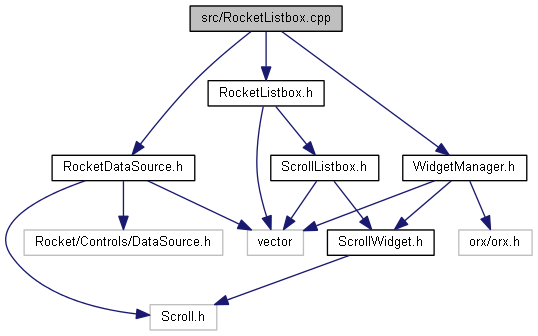 src/RocketListbox.cpp
RocketListbox.h
RocketDataSource.h
ScrollListbox.h
WidgetManager.h
Rocket/Controls/DataSource.h
vector
ScrollWidget.h
orx/orx.h
Scroll.h